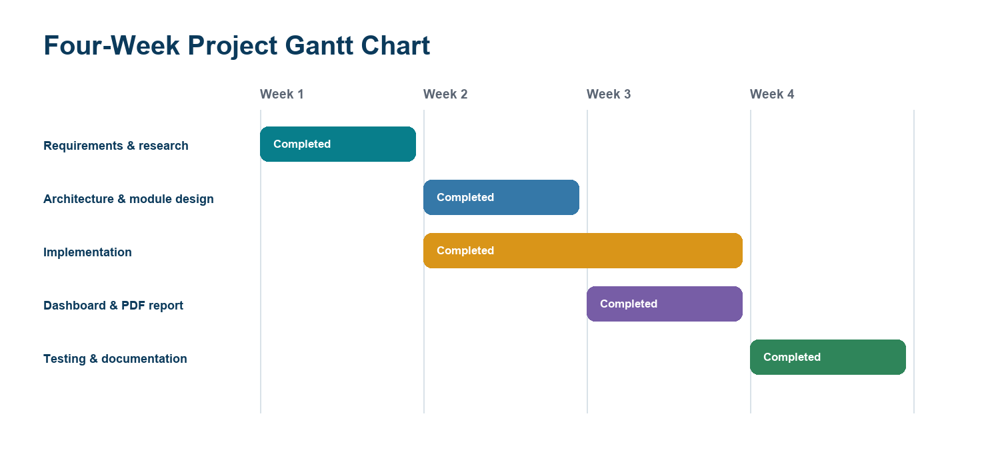 Four-Week Project Gantt Chart
Week 1 Week 2 Week 3 Week 4
Requirements & research Completed
Architecture & module design Completed
Implementation Completed
Dashboard & PDF report Completed
Testing & documentation Completed